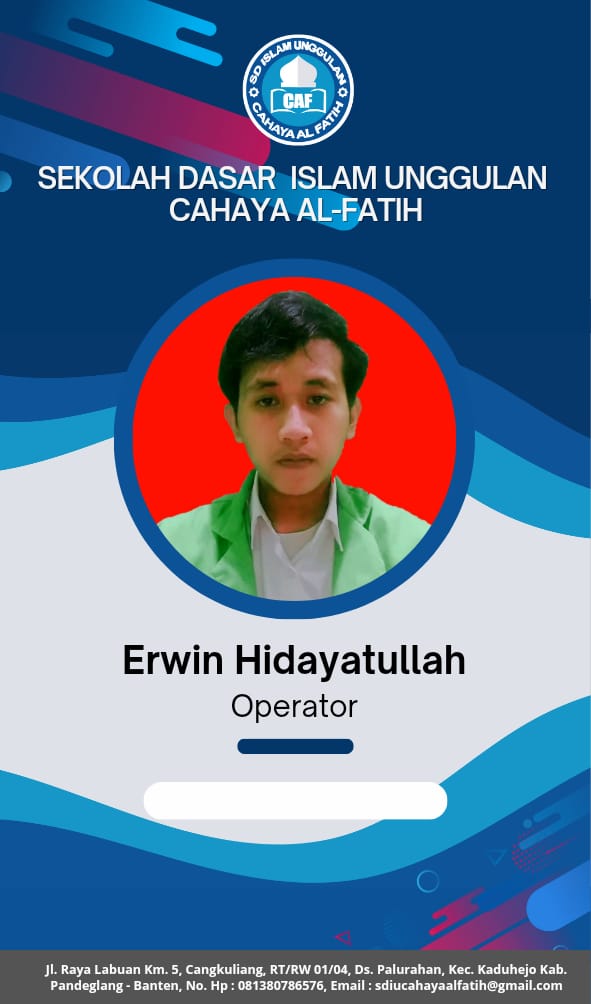 SD ISLAM UNGGULAN
CAF
CAHAYA AL FATIH
SEKOLAH DASAR ISLAM UNGGULAN
CAHAYA AL-FATIH
Erwin Hidayatullah
Operator
Jl. Raya Labuan Km. 5, Cangkuliang, RT/RW 01/04, Ds. Palurahan, Kec. Kaduhejo Kab.
Pandeglang - Banten, No. Hp : 081380786576, Email : sdiucahayaalfatih@gmail.com